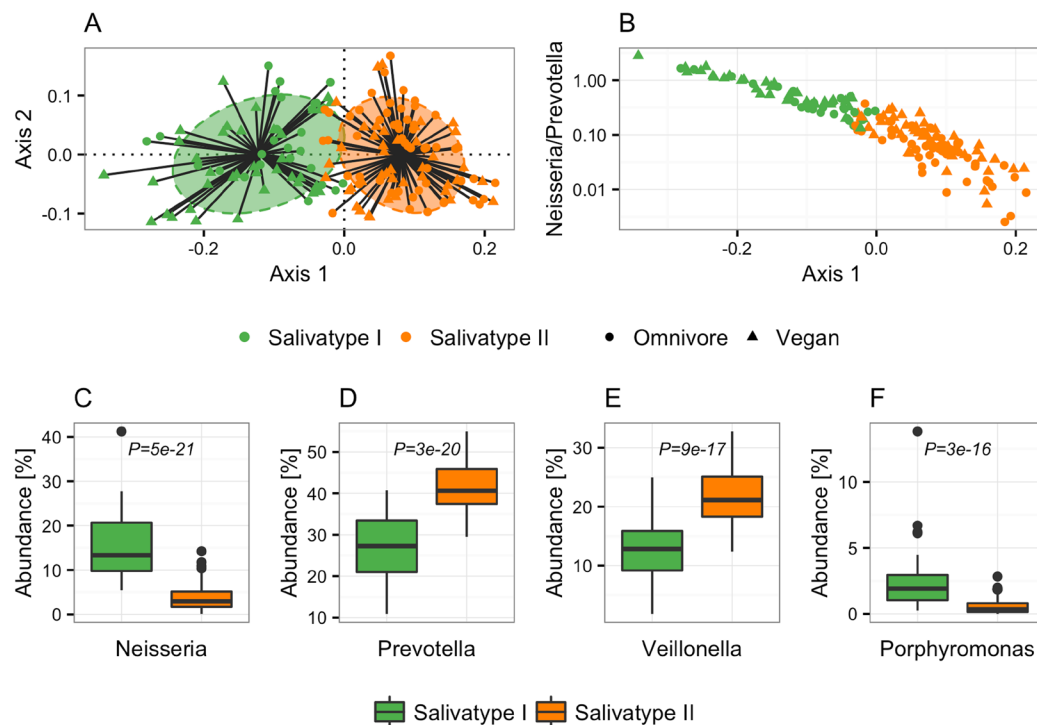 A
Axis 2
0.1
0.0
-0.1
-0.2
0.0
0.2
Axis 1
B
Neisseria/Prevotella
1.00
0.10
0.01
-0.2
0.0
0.2
Axis 1
Salivatype I
Salivatype II
Omnivore
Vegan
C
Abundance [%]
40
30
20
10
0
P=5e-21
Neisseria
D
Abundance [%]
50
40
30
20
10
P=3e-20
Prevotella
E
Abundance [%]
30
20
10
P=9e-17
Veillonella
F
Abundance [%]
10
5
0
P=3e-16
Porphyromonas
Salivatype I
Salivatype II